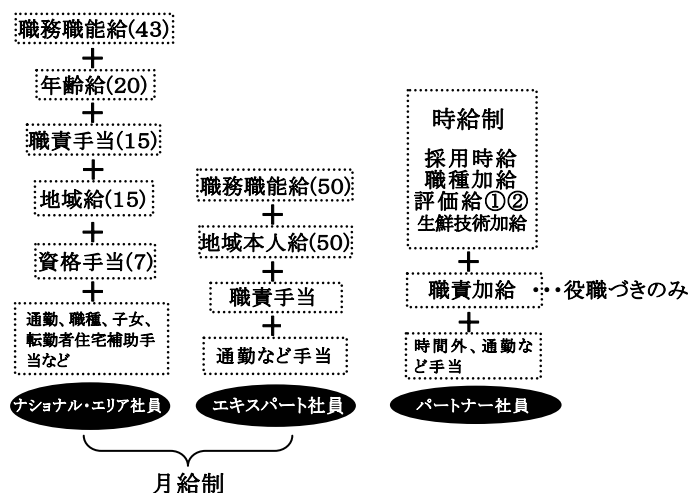 職務職能給(43)
+
年齢給(20)
+
職責手当(15)
+
地域給(15)
+
資格手当(7)
+
通勤、職種、子女、
転勤者住宅補助手
当など
ナショナル・エリア社員
職務職能給(50)
+
地域本人給(50)
+
職責手当
+
通勤など手当
エキスパート社員
月給制
時給制
採用時給
職種加給
評価給①②
生鮮技術加給
+
職責加給 ･･･役職づきのみ
+
時間外、通勤な
ど手当
パートナー社員